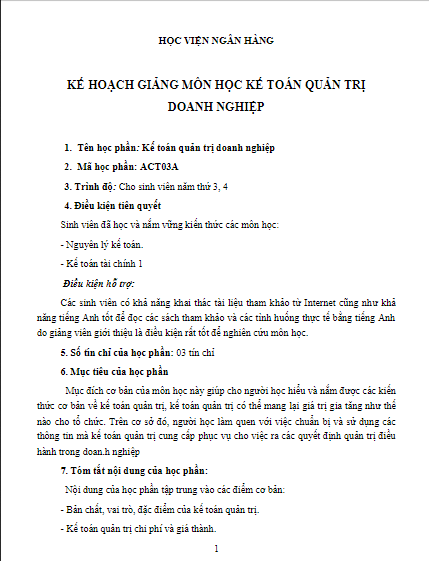 HỌC VIỆN NGÂN HÀNG
KẾ HOẠCH GIẢNG MÔN HỌC KẾ TOÁN QUẢN TRỊ
DOANH NGHIỆP
1. Tên học phần: Kế toán quản trị doanh nghiệp
2. Mã học phần: ACT03A
3. Trình độ: Cho sinh viên năm thứ 3, 4
4. Điều kiện tiên quyết
Sinh viên đã học và nắm vững kiến thức các môn học:
- Nguyên lý kế toán.
- Kế toán tài chính 1
Điều kiện hỗ trợ:
Các sinh viên có khả năng khai thác tài liệu tham khảo từ Internet cũng như khả
năng tiếng Anh tốt để đọc các sách tham khảo và các tình huống thực tế bằng tiếng Anh
do giảng viên giới thiệu là điều kiện rất tốt để nghiên cứu môn học.
5. Số tín chỉ của học phần: 03 tín chỉ
6. Mục tiêu của học phần
Mục đích cơ bản của môn học này giúp cho người học hiểu và nắm được các kiến
thức cơ bản về kế toán quản trị, kế toán quản trị có thể mang lại giá trị gia tăng như thế
nào cho tổ chức. Trên cơ sở đó, người học làm quen với việc chuẩn bị và sử dụng các
thông tin mà kế toán quản trị cung cấp phục vụ cho việc ra các quyết định quản trị điều
hành trong doan.h nghiệp
7. Tóm tắt nội dung của học phần:
Nội dung của học phần tập trung vào các điểm cơ bản:
- Bản chất, vai trò, đặc điểm của kế toán quản trị.
- Kế toán quản trị chi phí và giá thành.
1